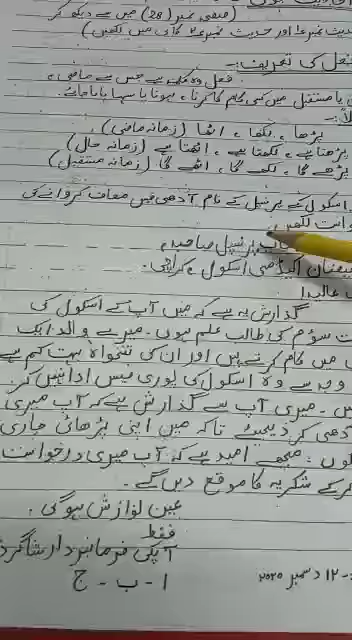 (صفحہ نمبر (28) میں سے دیکھ کر
حدیث نمبر 1 اور حدیث نمبر 2 کاپی میں لکھیں)
فعل کی تعریف:-
فعل وہ کلمہ ہے جس سے ماضی،
یا مستقبل میں کسی کام کا کرنا، ہونا یا سہنا پایا جائے۔
پڑھا، لکھا، اٹھا (زمانہ ماضی)
پڑھتا ہے، لکھتا ہے، اٹھتا ہے (زمانہ حال)
پڑھے گا، لکھے گا، اٹھے گا (زمانہ مستقبل)
اسکول کے پرنسپل کے نام آدھی فیس معاف کروانے کی
لکھیں
پرنسپل صاحبہ،
اکیڈمی اسکول، کراچی۔
گذارش یہ ہے کہ میں آپ کے اسکول کی
سوّم کی طالب علم ہوں۔ میرے والد ایک
میں کام کرتے ہیں اور ان کی تنخواہ بہت کم ہے
وجہ سے وہ اسکول کی پوری فیس ادا نہیں کر
میری آپ سے گذارش ہے کہ آپ میری
آدھی کر دیجیئے تاکہ میں اپنی پڑھائی جاری
مجھے امید ہے کہ آپ میری درخواست
کر کے شکریہ کا موقع دیں گے۔
عین نوازش ہوگی۔
فقط
آپکی فرمانبردار شاگرد
ا - ب - ج
۱۲ دسمبر ۲۰۲۰